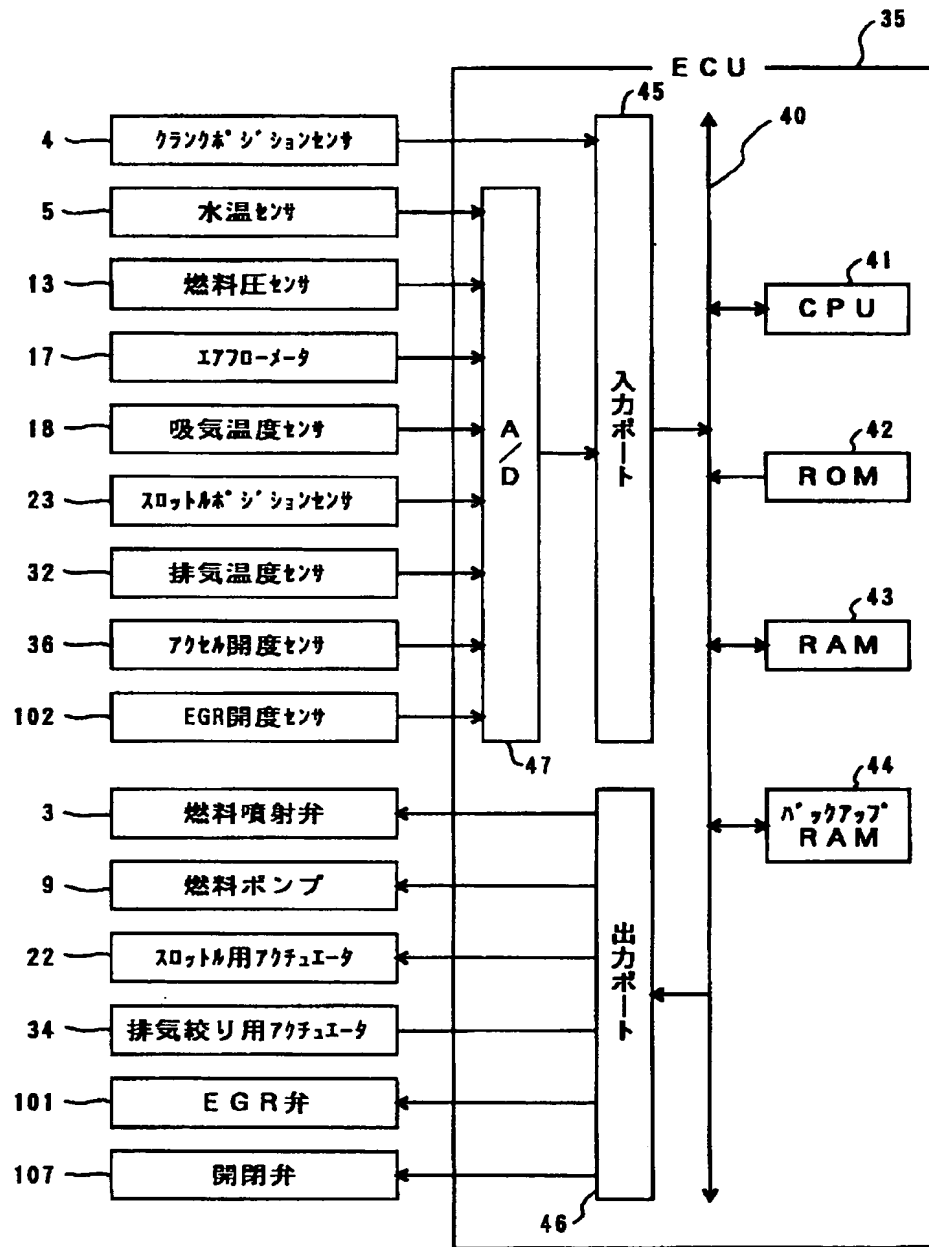 35
ECU
45
40
4 クランクポジションセンサ
5 水温センサ
13 燃料圧センサ
17 エアフローメータ
18 吸気温度センサ
23 スロットルポジションセンサ
32 排気温度センサ
36 アクセル開度センサ
102 EGR開度センサ
A/D
47
入力ポート
41
CPU
42
ROM
43
RAM
44
バックアップ
RAM
3 燃料噴射弁
9 燃料ポンプ
22 スロットル用アクチュエータ
34 排気絞り用アクチュエータ
101 EGR弁
107 開閉弁
出力ポート
46